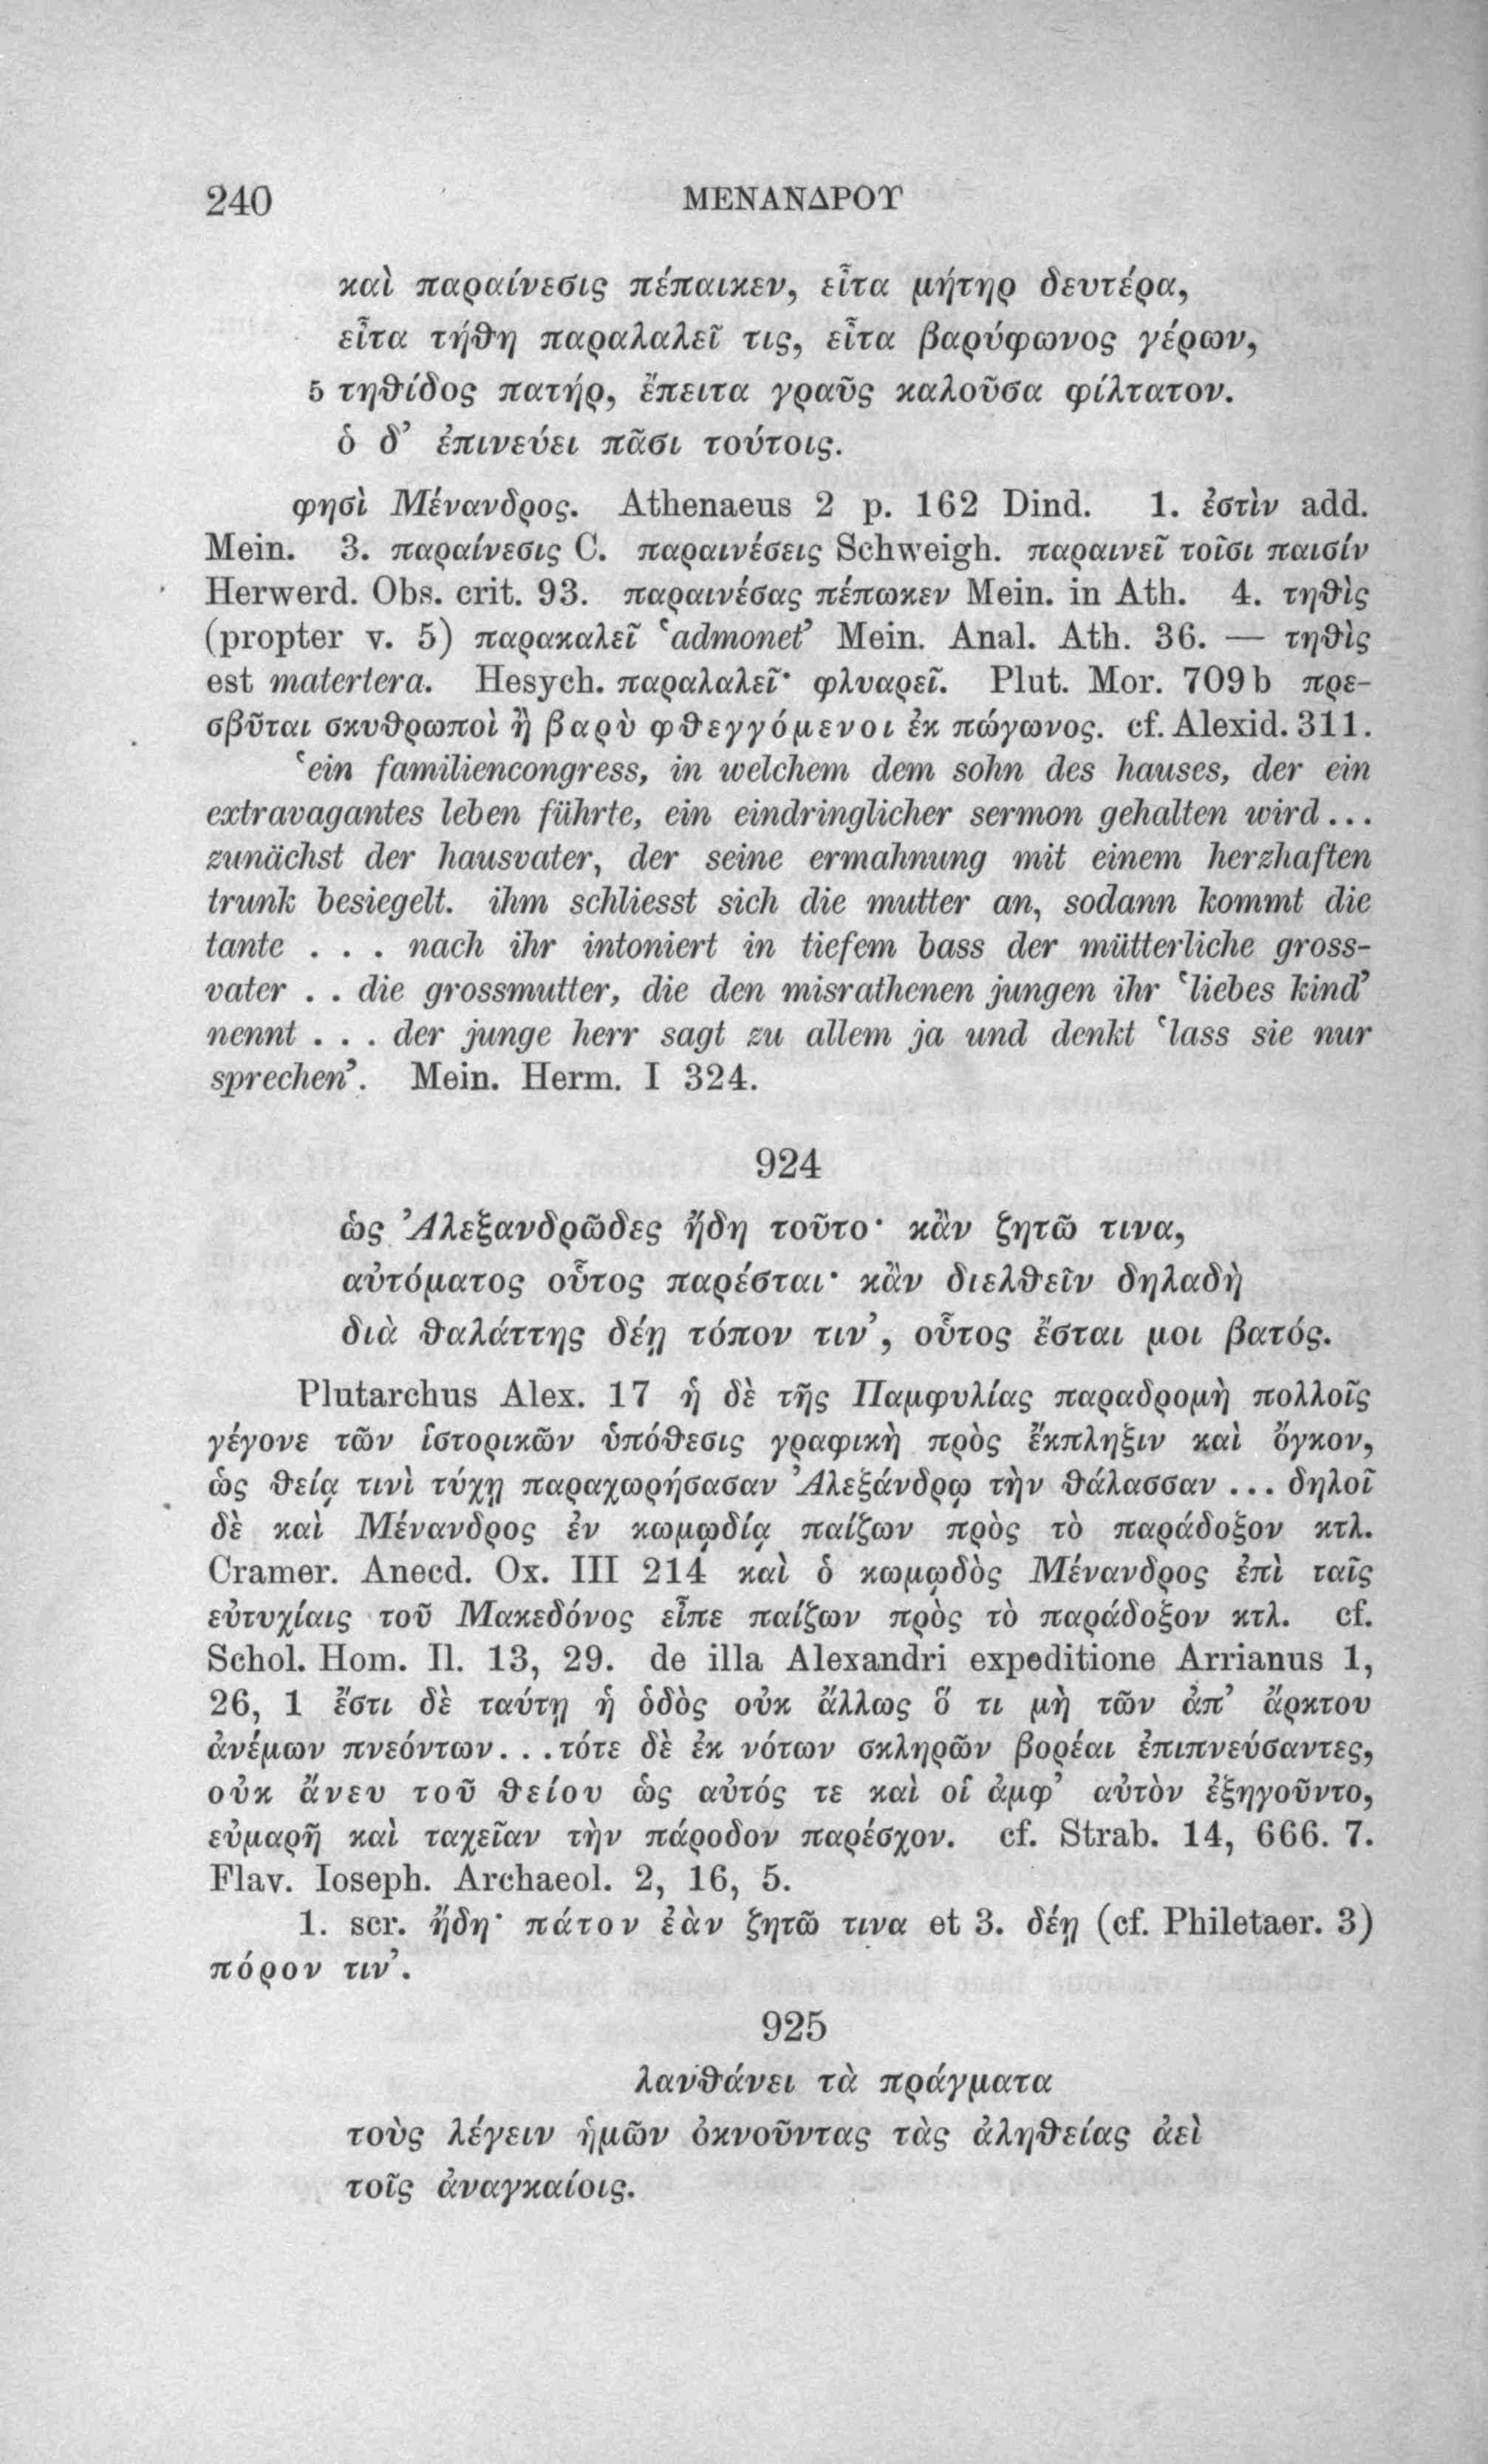 240 ΜΕΝΑΝΔΡΟΥ
καὶ παραίνεσις πέπαικεν, εἶτα μήτηρ δευτέρα,
εἶτα τήθη παραλαλεῖ τις, εἶτα βαρύφωνος γέρων,
5 τηθίδος πατήρ, ἔπειτα γραῦς καλοῦσα φίλτατον.
ὁ δ’ ἐπινεύει πᾶσι τούτοις.
φησὶ Μένανδρος. Athenaeus 2 p. 162 Dind. 1. ἐστὶν add.
Mein. 3. παραίνεσις C. παραινέσεις Schweigh. παραινεῖ τοῖσι παισίν
Herwerd. Obs. crit. 93. παραινέσας πέπωκεν Mein. in Ath. 4. τηθὶς
(propter v. 5) παρακαλεῖ ‘admonet’ Mein. Anal. Ath. 36. — τηθὶς
est matertera. Hesych. παραλαλεῖ· φλυαρεῖ. Plut. Mor. 709 b πρε-
σβῦται σκυθρωποὶ ἢ βαρὺ φθεγγόμενοι ἐκ πώγωνος. cf. Alexid. 311.
‘ein familiencongress, in welchem dem sohn des hauses, der ein
extravagantes leben führte, ein eindringlicher sermon gehalten wird ...
zunächst der hausvater, der seine ermahnung mit einem herzhaften
trunk besiegelt. ihm schliesst sich die mutter an, sodann kommt die
tante . . . nach ihr intoniert in tiefem bass der mütterliche gross-
vater . . die grossmutter, die den misrathenen jungen ihr ‘liebes kind’
nennt . . . der junge herr sagt zu allem ja und denkt ‘lass sie nur
sprechen’. Mein. Herm. I 324.
924
ὡς Ἀλεξανδρῶδες ἤδη τοῦτο· κἂν ζητῶ τινα,
αὐτόματος οὗτος παρέσται· κἂν διελθεῖν δηλαδὴ
διὰ θαλάττης δέῃ τόπον τιν’, οὗτος ἔσται μοι βατός.
Plutarchus Alex. 17 ἡ δὲ τῆς Παμφυλίας παραδρομὴ πολλοῖς
γέγονε τῶν ἱστορικῶν ὑπόθεσις γραφικὴ πρὸς ἔκπληξιν καὶ ὄγκον,
ὡς θείᾳ τινὶ τύχῃ παραχωρήσασαν Ἀλεξάνδρῳ τὴν θάλασσαν ... δηλοῖ
δὲ καὶ Μένανδρος ἐν κωμῳδίᾳ παίζων πρὸς τὸ παράδοξον κτλ.
Cramer. Anecd. Ox. III 214 καὶ ὁ κωμῳδὸς Μένανδρος ἐπὶ ταῖς
εὐτυχίαις τοῦ Μακεδόνος εἶπε παίζων πρὸς τὸ παράδοξον κτλ. cf.
Schol. Hom. Il. 13, 29. de illa Alexandri expeditione Arrianus 1,
26, 1 ἔστι δὲ ταύτῃ ἡ ὁδὸς οὐκ ἄλλως ὅ τι μὴ τῶν ἀπ’ ἄρκτου
ἀνέμων πνεόντων...τότε δὲ ἐκ νότων σκληρῶν βορέαι ἐπιπνεύσαντες,
οὐκ ἄνευ τοῦ θείου ὡς αὐτός τε καὶ οἱ ἀμφ’ αὐτὸν ἐξηγοῦντο,
εὐμαρῆ καὶ ταχεῖαν τὴν πάροδον παρέσχον. cf. Strab. 14, 666. 7.
Flav. Ioseph. Archaeol. 2, 16, 5.
1. scr. ἤδη· πάτον ἐὰν ζητῶ τινα et 3. δέῃ (cf. Philetaer. 3)
πόρον τιν’.
925
λανθάνει τὰ πράγματα
τοὺς λέγειν ἡμῶν ὀκνοῦντας τὰς ἀληθείας ἀεὶ
τοῖς ἀναγκαίοις.